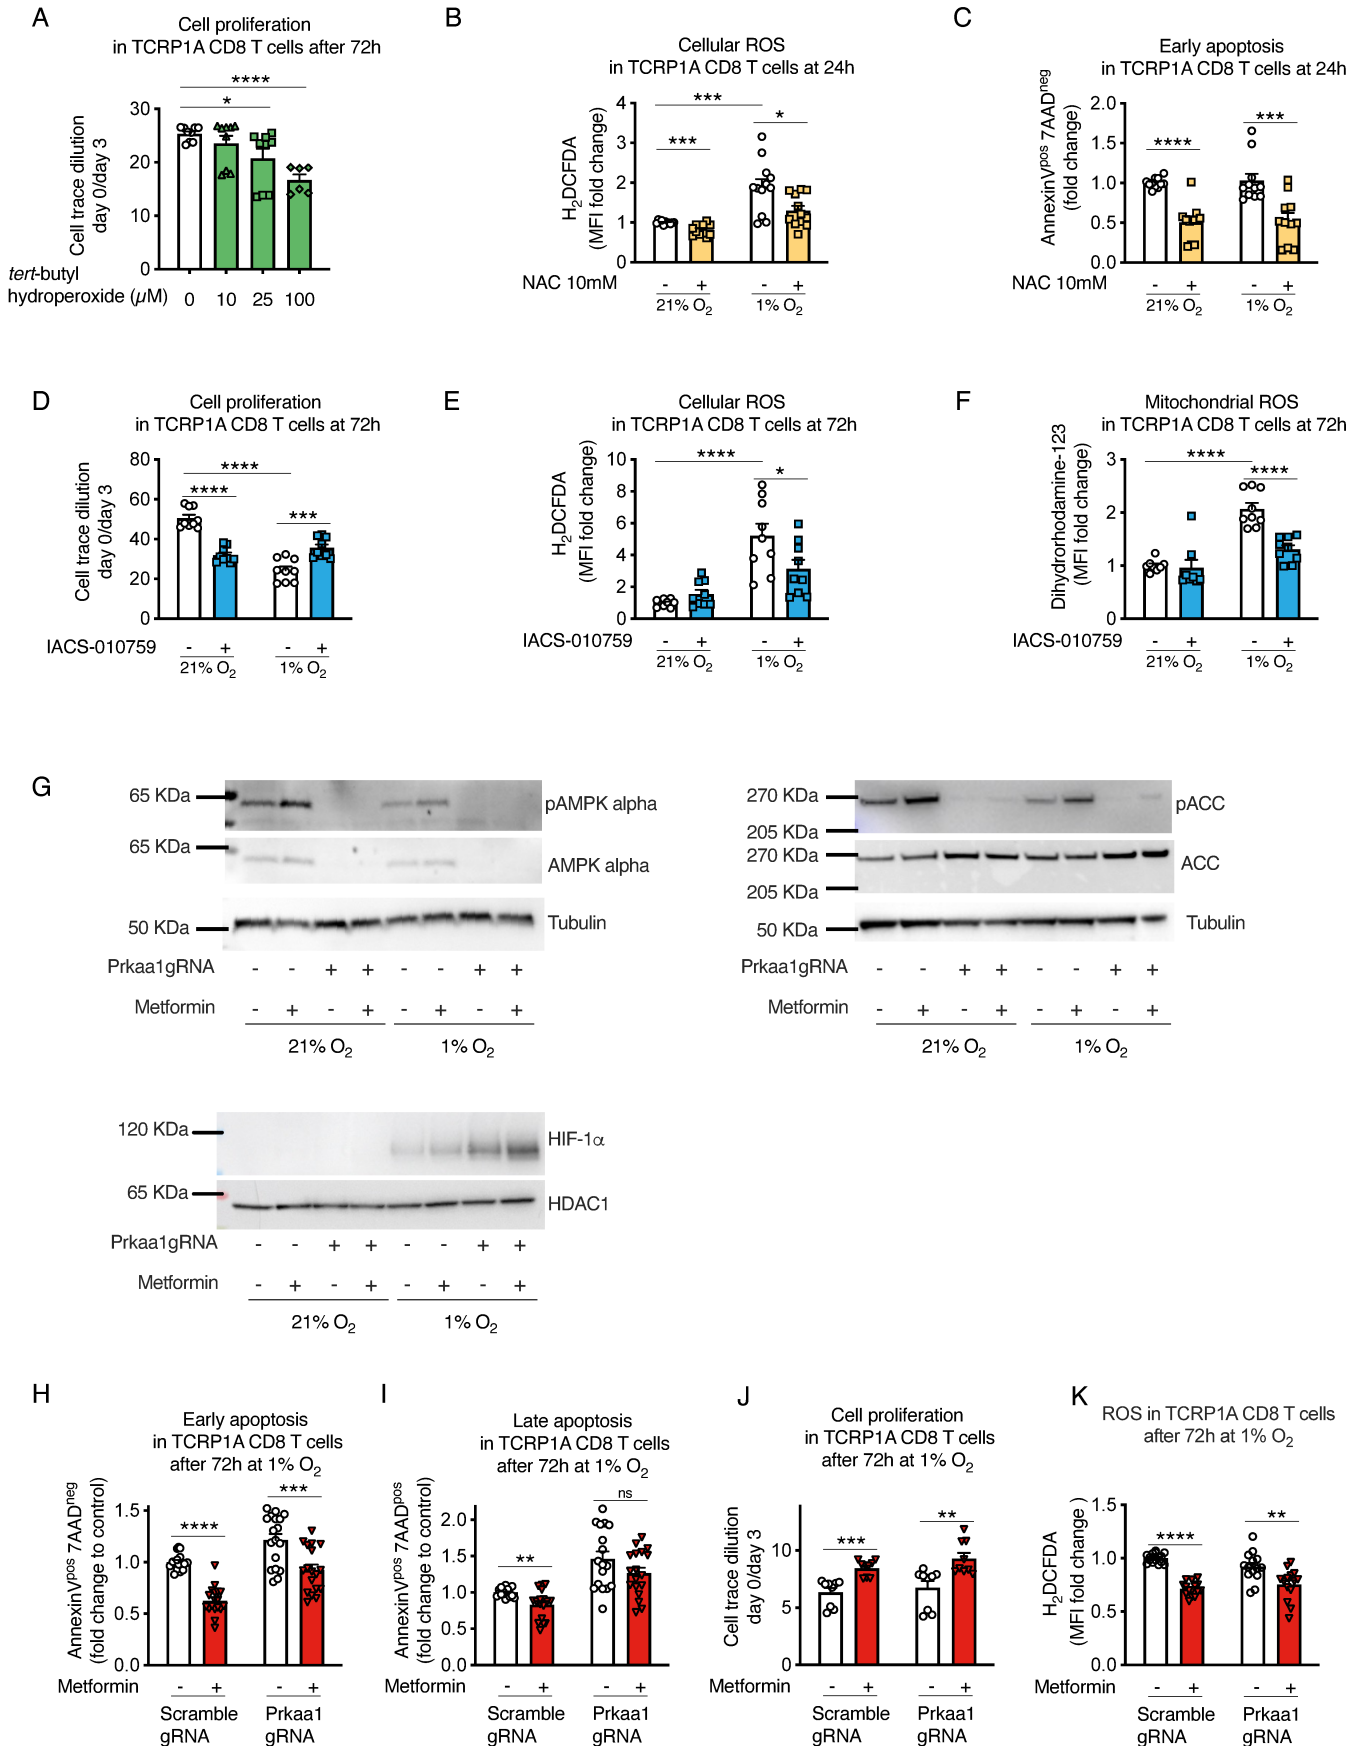 A
Cell proliferation
in TCRP1A CD8 T cells after 72h
****
*
30
20
10
0
Cell trace dilution
day 0/day 3
tert-butyl
hydroperoxide (µM)
0 10 25 100
B
Cellular ROS
in TCRP1A CD8 T cells at 24h
***
***
*
4
3
2
1
0
H2DCFDA
(MFI fold change)
NAC 10mM
- + - +
21% O2 1% O2
C
Early apoptosis
in TCRP1A CD8 T cells at 24h
****
***
2.0
1.5
1.0
0.5
0.0
AnnexinVpos 7AADneg
(fold change)
NAC 10mM
- + - +
21% O2 1% O2
D
Cell proliferation
in TCRP1A CD8 T cells at 72h
****
****
***
80
60
40
20
0
Cell trace dilution
day 0/day 3
IACS-010759
- + - +
21% O2 1% O2
E
Cellular ROS
in TCRP1A CD8 T cells at 72h
****
*
10
8
6
4
2
0
H2DCFDA
(MFI fold change)
IACS-010759
- + - +
21% O2 1% O2
F
Mitochondrial ROS
in TCRP1A CD8 T cells at 72h
****
****
3
2
1
0
Dihydrorhodamine-123
(MFI fold change)
IACS-010759
- + - +
21% O2 1% O2
G
65 KDa
pAMPK alpha
65 KDa
AMPK alpha
50 KDa
Tubulin
Prkaa1gRNA - - + + - - + +
Metformin - + - + - + - +
21% O2 1% O2
270 KDa
pACC
205 KDa
270 KDa
ACC
205 KDa
50 KDa
Tubulin
Prkaa1gRNA - - + + - - + +
Metformin - + - + - + - +
21% O2 1% O2
120 KDa
HIF-1α
65 KDa
HDAC1
Prkaa1gRNA - - + + - - + +
Metformin - + - + - + - +
21% O2 1% O2
H
Early apoptosis
in TCRP1A CD8 T cells
after 72h at 1% O2
****
***
1.5
1.0
0.5
0.0
AnnexinVpos 7AADneg
(fold change to control)
Metformin - + - +
Scramble
gRNA
Prkaa1
gRNA
I
Late apoptosis
in TCRP1A CD8 T cells
after 72h at 1% O2
**
ns
2.0
1.5
1.0
0.5
0.0
AnnexinVpos 7AADpos
(fold change to control)
Metformin - + - +
Scramble
gRNA
Prkaa1
gRNA
J
Cell proliferation
in TCRP1A CD8 T cells
after 72h at 1% O2
***
**
10
5
0
Cell trace dilution
day 0/day 3
Metformin - + - +
Scramble
gRNA
Prkaa1
gRNA
K
ROS in TCRP1A CD8 T cells
after 72h at 1% O2
****
**
1.5
1.0
0.5
0.0
H2DCFDA
(MFI fold change )
Metformin - + - +
Scramble
gRNA
Prkaa1
gRNA